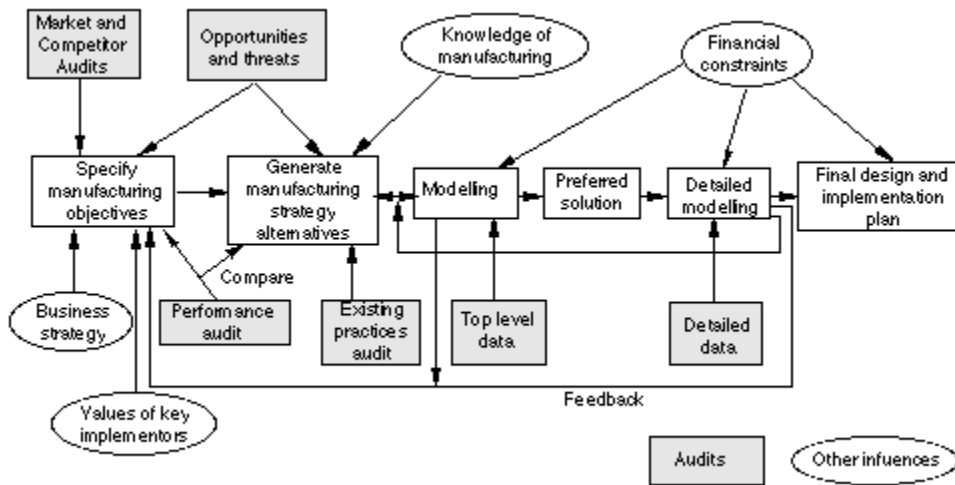 Market and
Competitor
Audits
Opportunities
and threats
Knowledge of
manufacturing
Financial
constraints
Specify
manufacturing
objectives
Generate
manufacturing
strategy
alternatives
Modelling
Preferred
solution
Detailed
modelling
Final design and
implementation
plan
Compare
Business
strategy
Performance
audit
Existing
practices
audit
Top level
data
Detailed
data
Feedback
Values of key
implementors
Audits
Other infuences